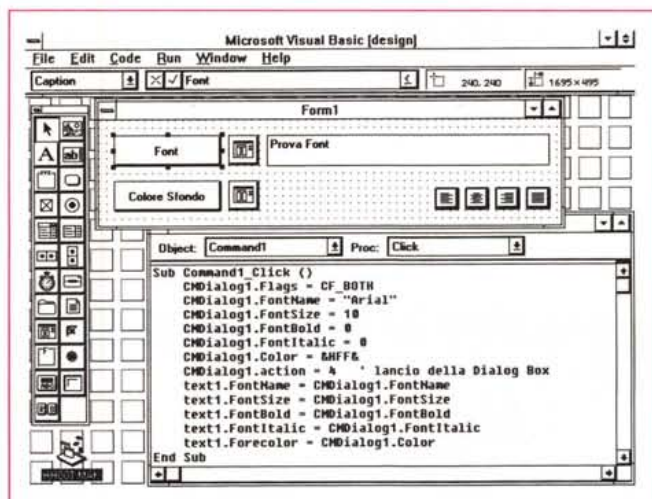 Microsoft Visual Basic [design]
File Edit Code Run Window Help
Caption Font 240, 240 1695×495
Form1
Font Prova Font
Colore Sfondo
Object: Command1 Proc: Click
Sub Command1_Click ()
CMDialog1.Flags = CF_BOTH
CMDialog1.FontName = "Arial"
CMDialog1.FontSize = 10
CMDialog1.FontBold = 0
CMDialog1.FontItalic = 0
CMDialog1.Color = &HFF&
CMDialog1.action = 4 ' lancio della Dialog Box
text1.FontName = CMDialog1.FontName
text1.FontSize = CMDialog1.FontSize
text1.FontBold = CMDialog1.FontBold
text1.FontItalic = CMDialog1.FontItalic
text1.Forecolor = CMDialog1.Color
End Sub